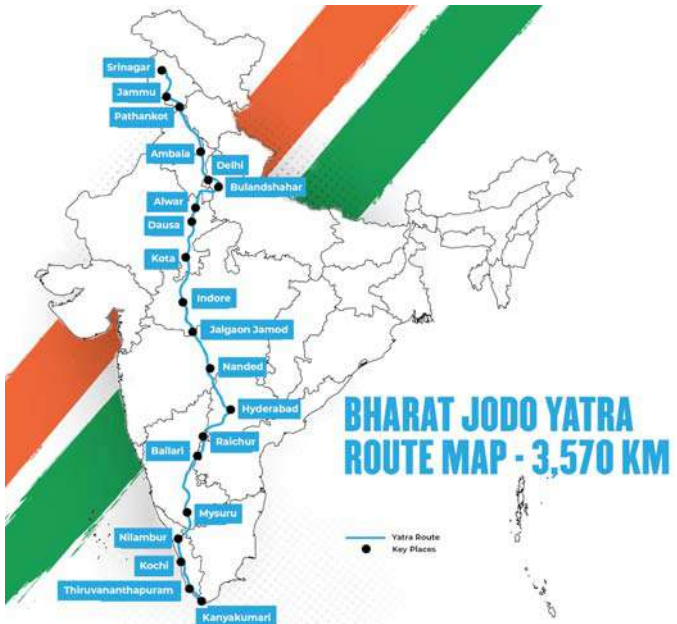 Srinagar
Jammu
Pathankot
Ambala
Delhi
Bulandshahar
Alwar
Dausa
Kota
Indore
Jalgaon Jamod
Nanded
Hyderabad
BHARAT JODO YATRA
ROUTE MAP - 3,570 KM
Raichur
Ballari
Mysuru
Nilambur
Yatra Route
Key Places
Kochi
Thiruvananthapuram
Kanyakumari